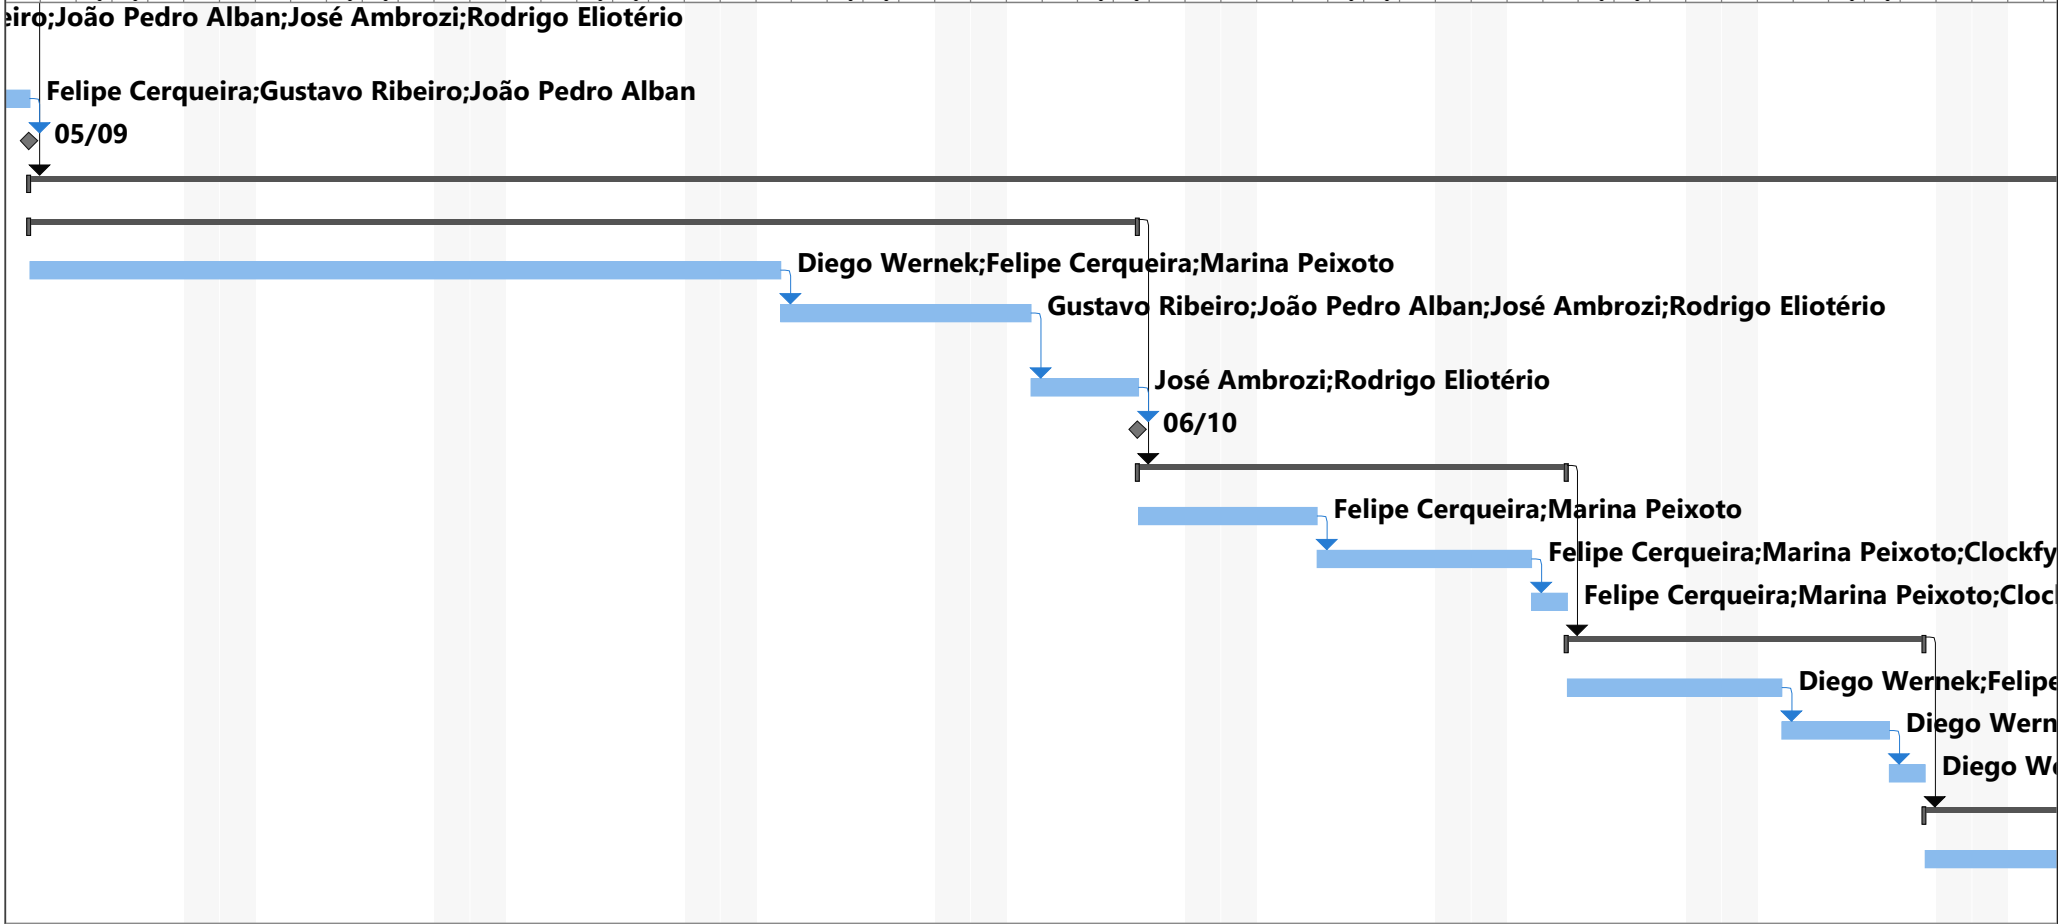 eiro;João Pedro Alban;José Ambrozi;Rodrigo Eliotério
Felipe Cerqueira;Gustavo Ribeiro;João Pedro Alban
05/09
Diego Wernek;Felipe Cerqueira;Marina Peixoto
Gustavo Ribeiro;João Pedro Alban;José Ambrozi;Rodrigo Eliotério
José Ambrozi;Rodrigo Eliotério
06/10
Felipe Cerqueira;Marina Peixoto
Felipe Cerqueira;Marina Peixoto;Clockfy
Felipe Cerqueira;Marina Peixoto;Cloc
Diego Wernek;Felipe
Diego Wern
Diego W